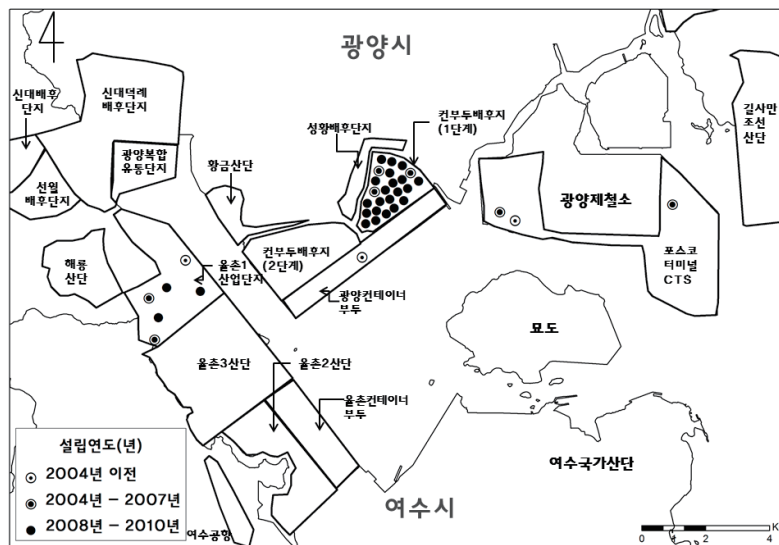 4
광양시
신대배후
단지
신대덕례
배후단지
성황배후단지
컨부투배후지
(1단계)
길사만
조선
산단
광양복합
유통단지
황금산단
선월
배후단지
광양제철소
해룡
산단
율촌1
산업단지
컨부투배후지
(2단계)
포스코
터미널
CTS
광양컨테이너
부두
묘도
율촌3산단
율촌2산단
율촌컨테이너
부두
설립연도(년)
2004년 이전
2004년 - 2007년
2008년 - 2010년
여수국가산단
여수시
여수공항
0 2 4 K